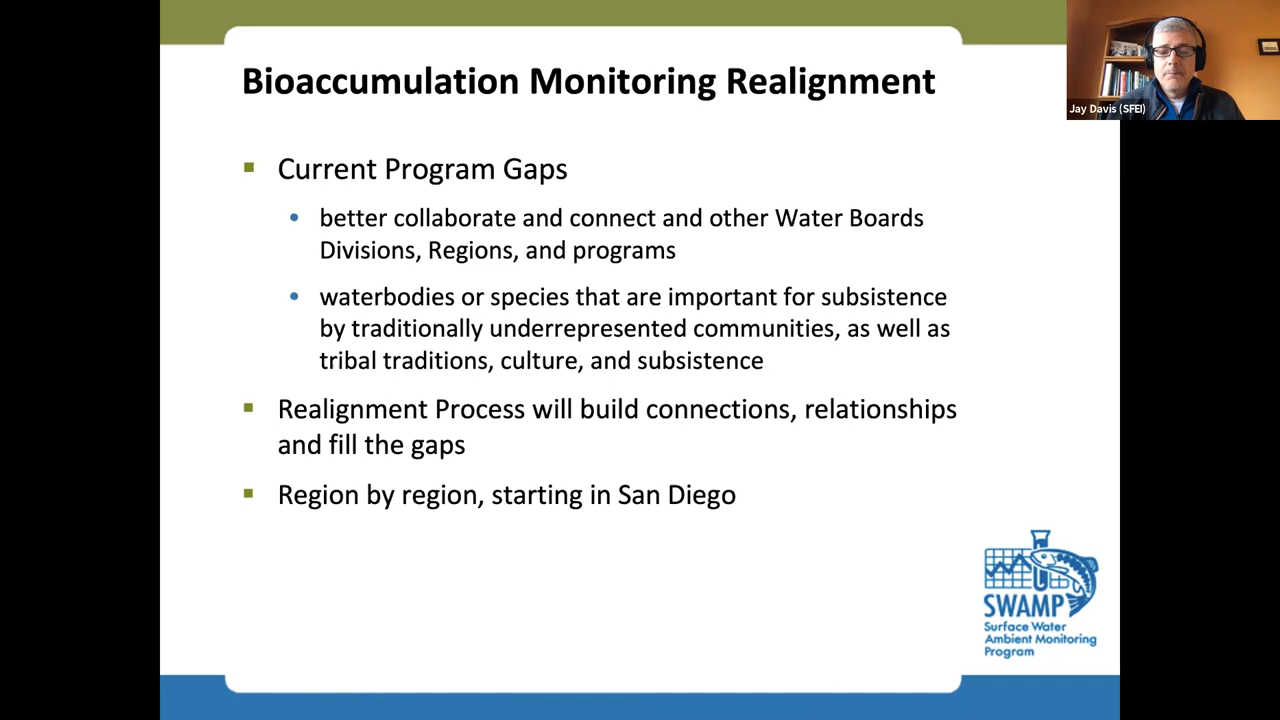 Bioaccumulation Monitoring Realignment
Jay Davis (SFEI)
Current Program Gaps
better collaborate and connect and other Water Boards
Divisions, Regions, and programs
waterbodies or species that are important for subsistence
by traditionally underrepresented communities, as well as
tribal traditions, culture, and subsistence
Realignment Process will build connections, relationships
and fill the gaps
Region by region, starting in San Diego
SWAMP
Surface Water
Ambient Monitoring
Program